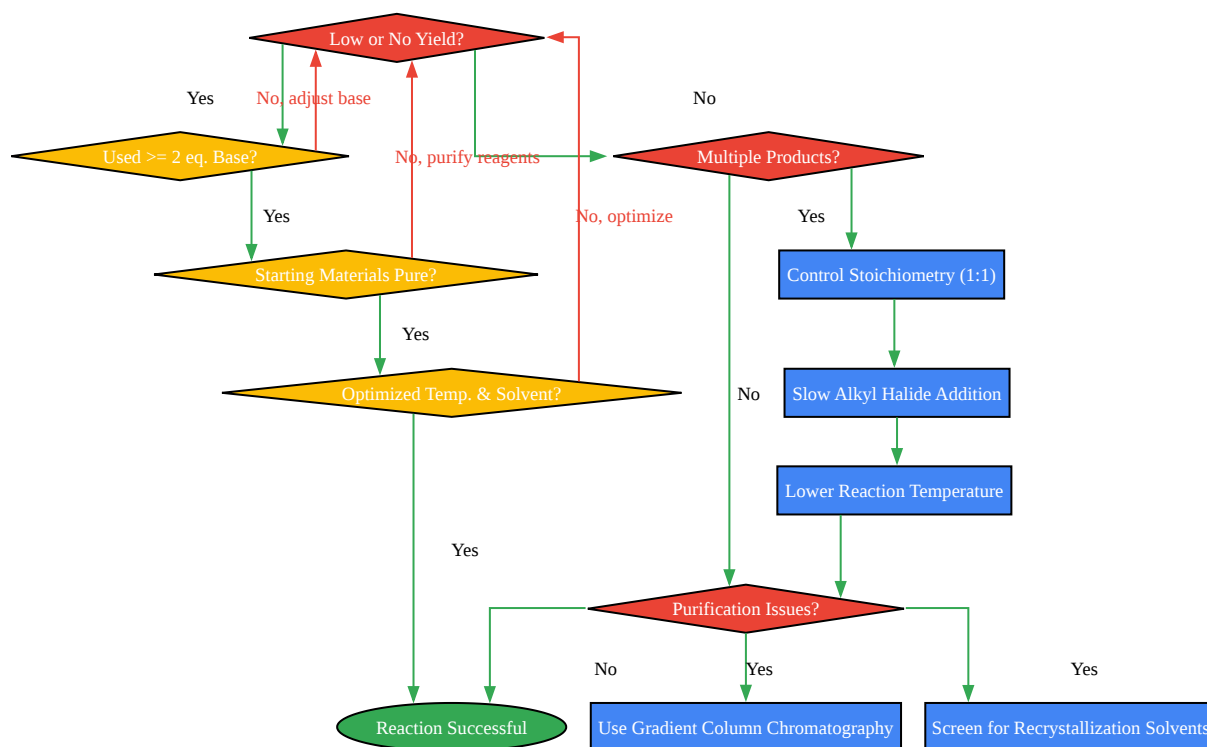 Low or No Yield?
Yes
No, adjust base
No
Used >= 2 eq. Base?
No, purify reagents
Multiple Products?
Yes
No, optimize
Yes
Starting Materials Pure?
Control Stoichiometry (1:1)
Yes
Optimized Temp. & Solvent?
No
Slow Alkyl Halide Addition
Lower Reaction Temperature
Yes
Purification Issues?
No
Yes
Yes
Reaction Successful
Use Gradient Column Chromatography
Screen for Recrystallization Solvents